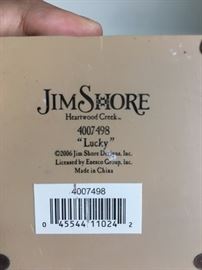 JIM SHORE
Heartwood Creek™
4007498
"Lucky"
©2006 Jim Shore Designs, Inc.
Licensed by Enesco Group, Inc.
Made in China
4007498
0 45544 11024 2